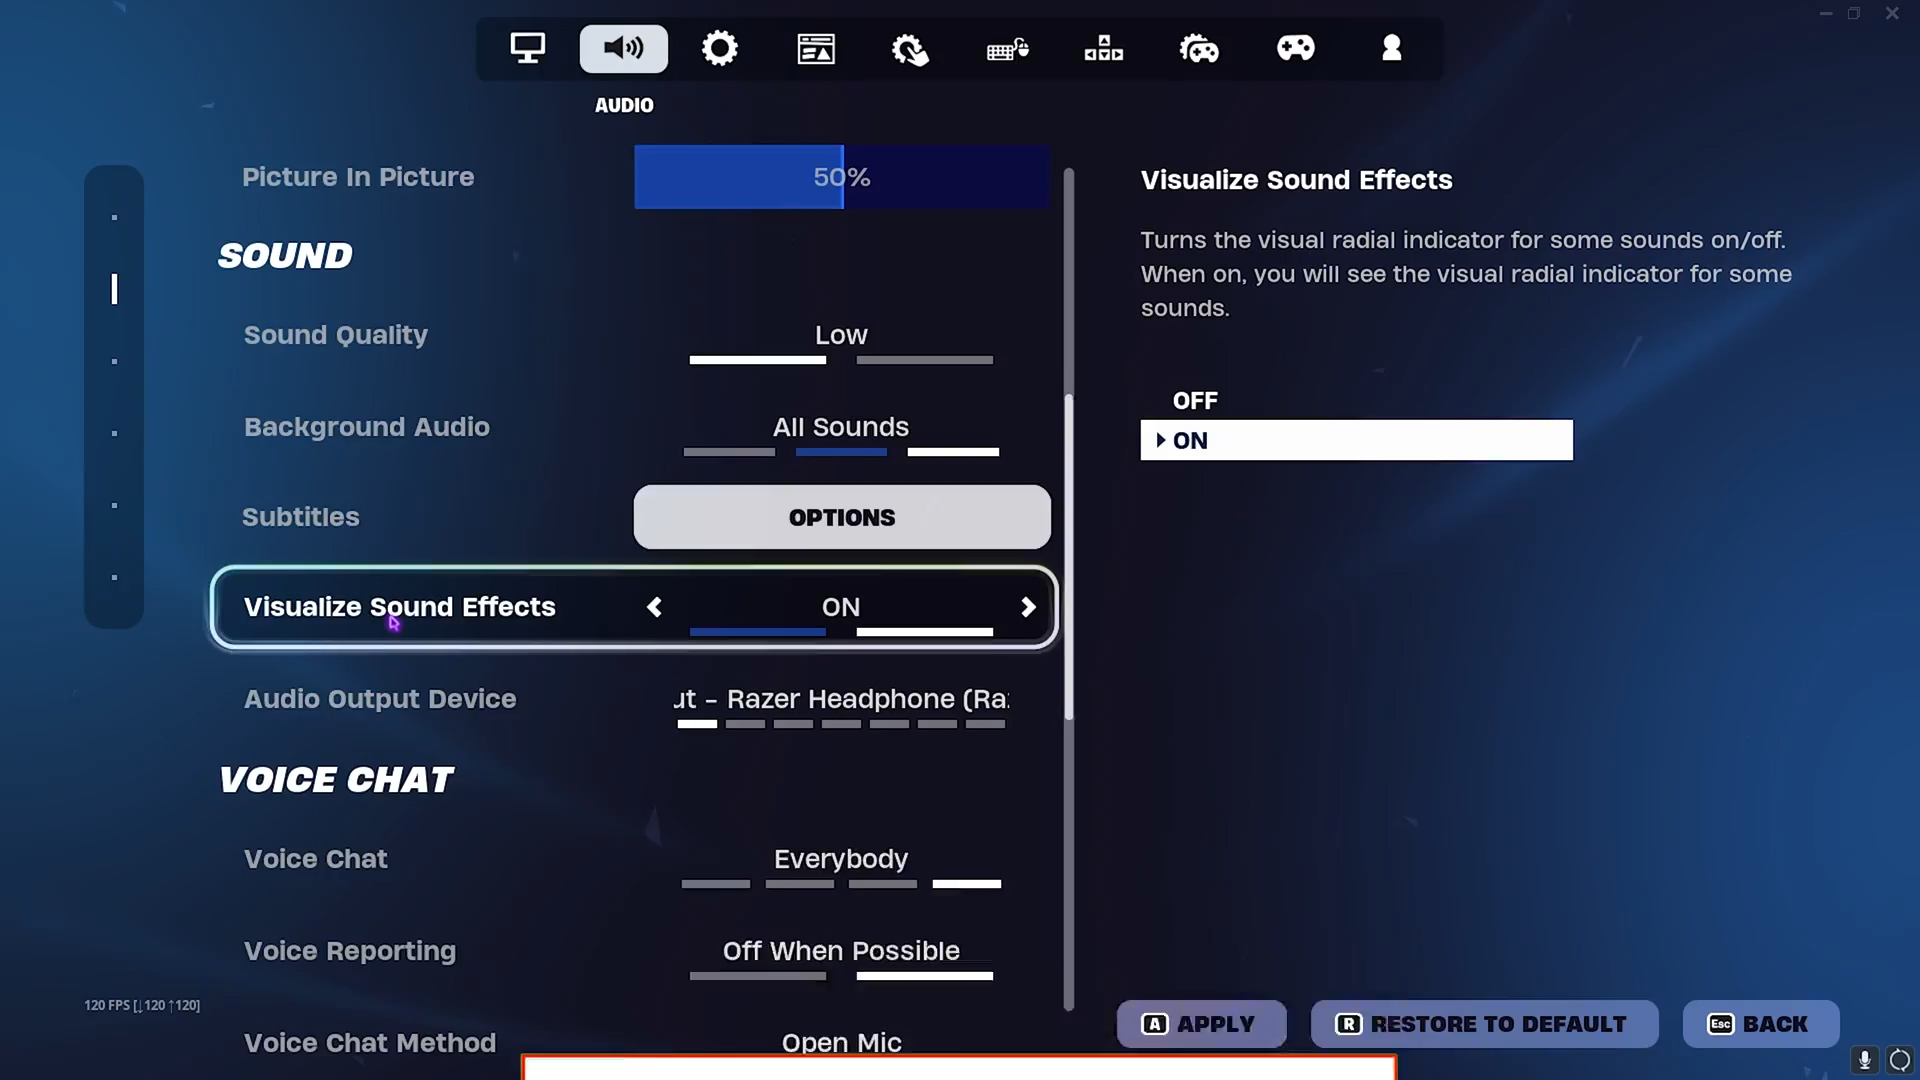 AUDIO
Picture In Picture
50%
SOUND
Sound Quality
Low
Background Audio
All Sounds
Subtitles
OPTIONS
Visualize Sound Effects
ON
Audio Output Device
ut - Razer Headphone (Ra
VOICE CHAT
Voice Chat
Everybody
Voice Reporting
Off When Possible
Voice Chat Method
Open Mic
Visualize Sound Effects
Turns the visual radial indicator for some sounds on/off.
When on, you will see the visual radial indicator for some
sounds.
OFF
ON
120 FPS [↓120 ↑120]
A APPLY
R RESTORE TO DEFAULT
Esc BACK